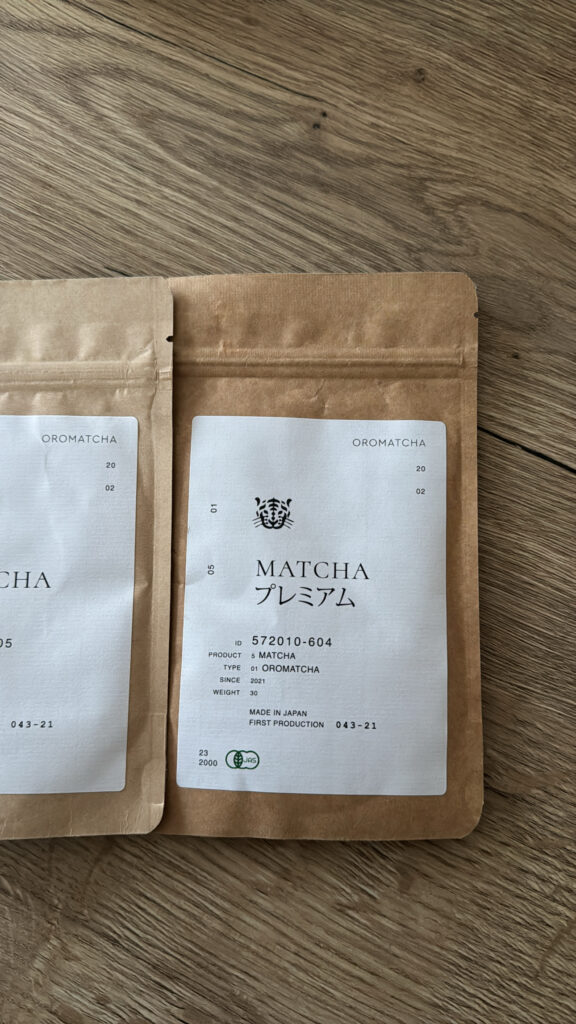 OROMATCHA
20
02
CHA
05
043-21
OROMATCHA
20
02
01
05
MATCHA
プレミアム
ID 572010-604
PRODUCT 5 MATCHA
TYPE 01 OROMATCHA
SINCE 2021
WEIGHT 30
MADE IN JAPAN
FIRST PRODUCTION 043-21
23
2000
JAS